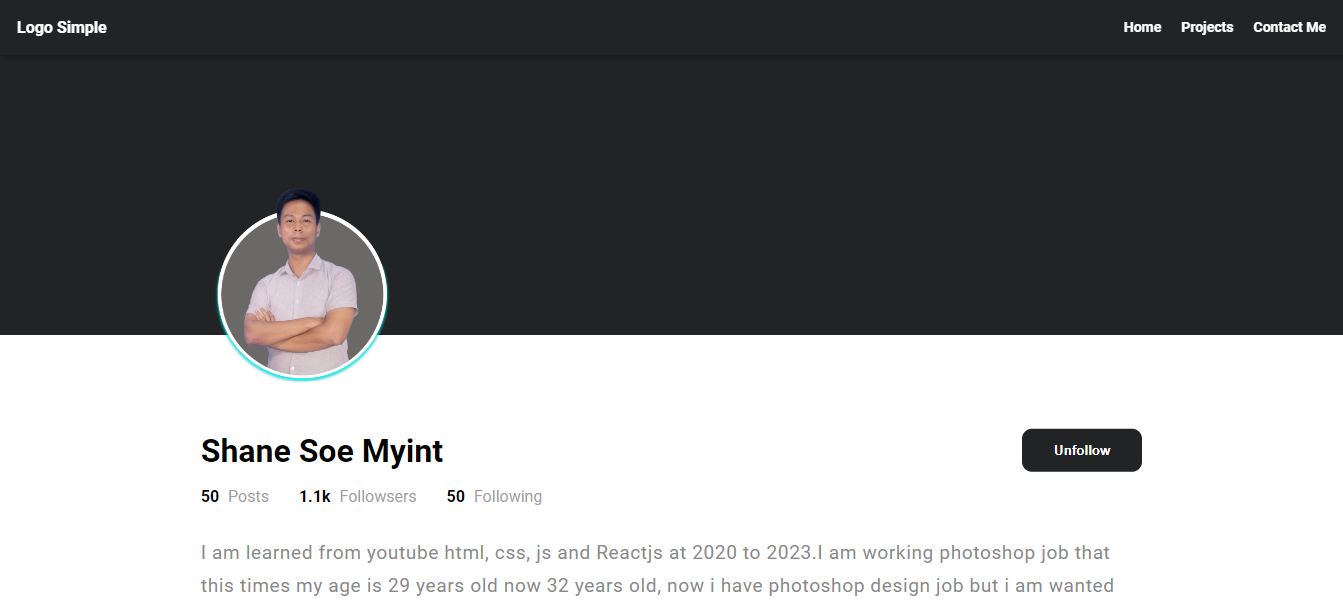 Logo Simple
Home Projects Contact Me
Shane Soe Myint
Unfollow
50 Posts 1.1k Followsers 50 Following
I am learned from youtube html, css, js and Reactjs at 2020 to 2023.I am working photoshop job that
this times my age is 29 years old now 32 years old, now i have photoshop design job but i am wanted